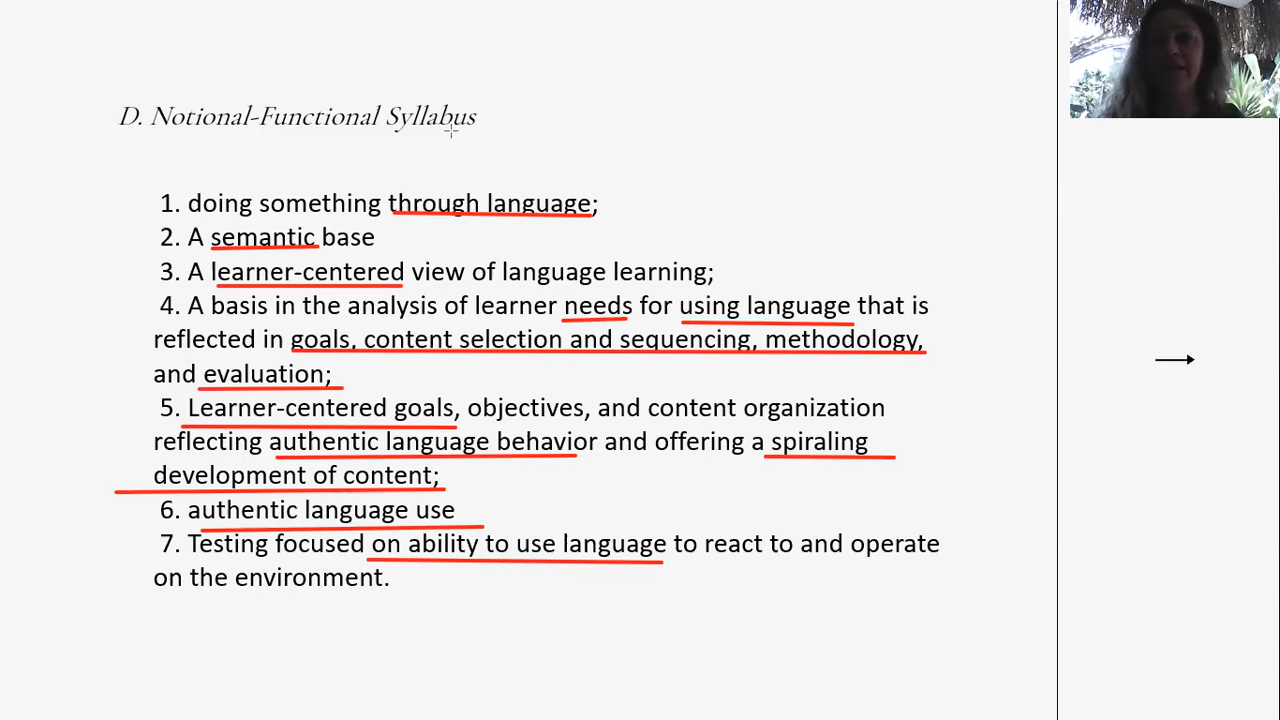 D. Notional-Functional Syllabus
1. doing something through language;
2. A semantic base
3. A learner-centered view of language learning;
4. A basis in the analysis of learner needs for using language that is
reflected in goals, content selection and sequencing, methodology,
and evaluation;
5. Learner-centered goals, objectives, and content organization
reflecting authentic language behavior and offering a spiraling
development of content;
6. authentic language use
7. Testing focused on ability to use language to react to and operate
on the environment.